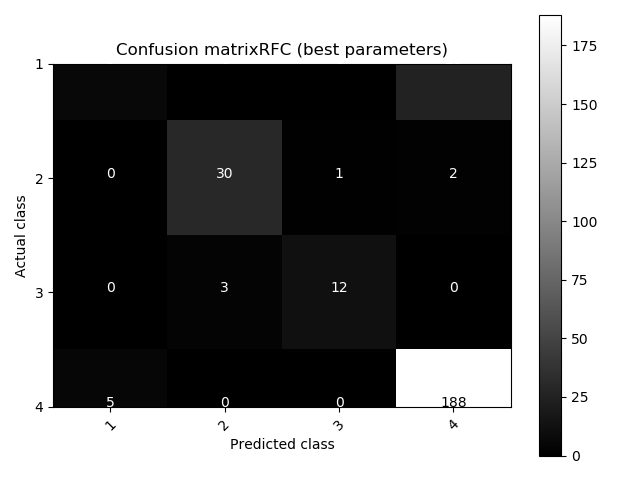 Confusion matrixRFC (best parameters)
1
2 0 30 1 2
3 0 3 12 0
4 5 0 0 188
1 2 3 4
Actual class
Predicted class
175
150
125
100
75
50
25
0